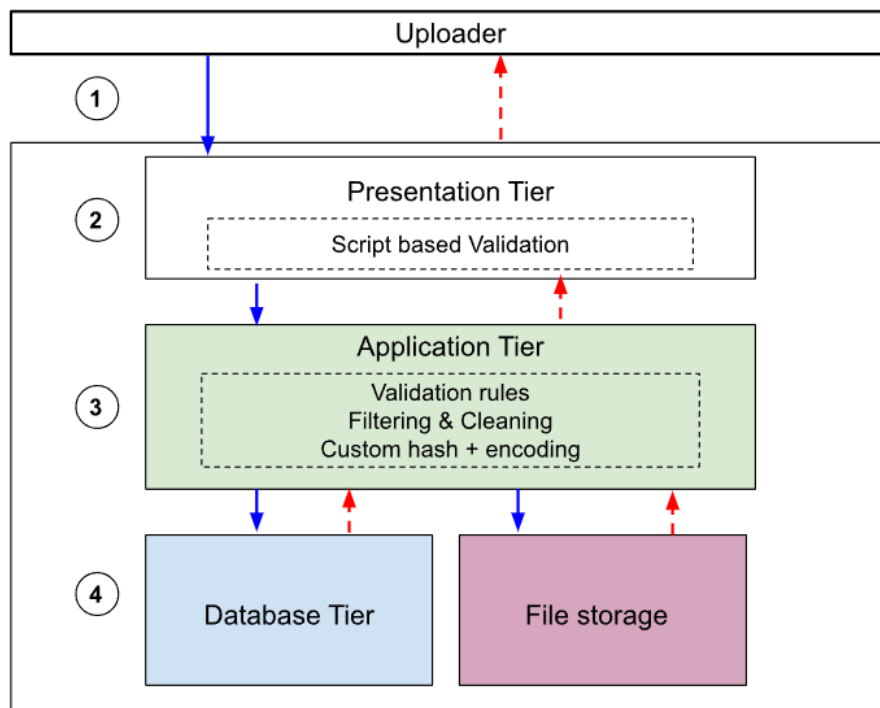 Uploader
1
Presentation Tier
2
Script based Validation
Application Tier
3
Validation rules
Filtering & Cleaning
Custom hash + encoding
4
Database Tier
File storage